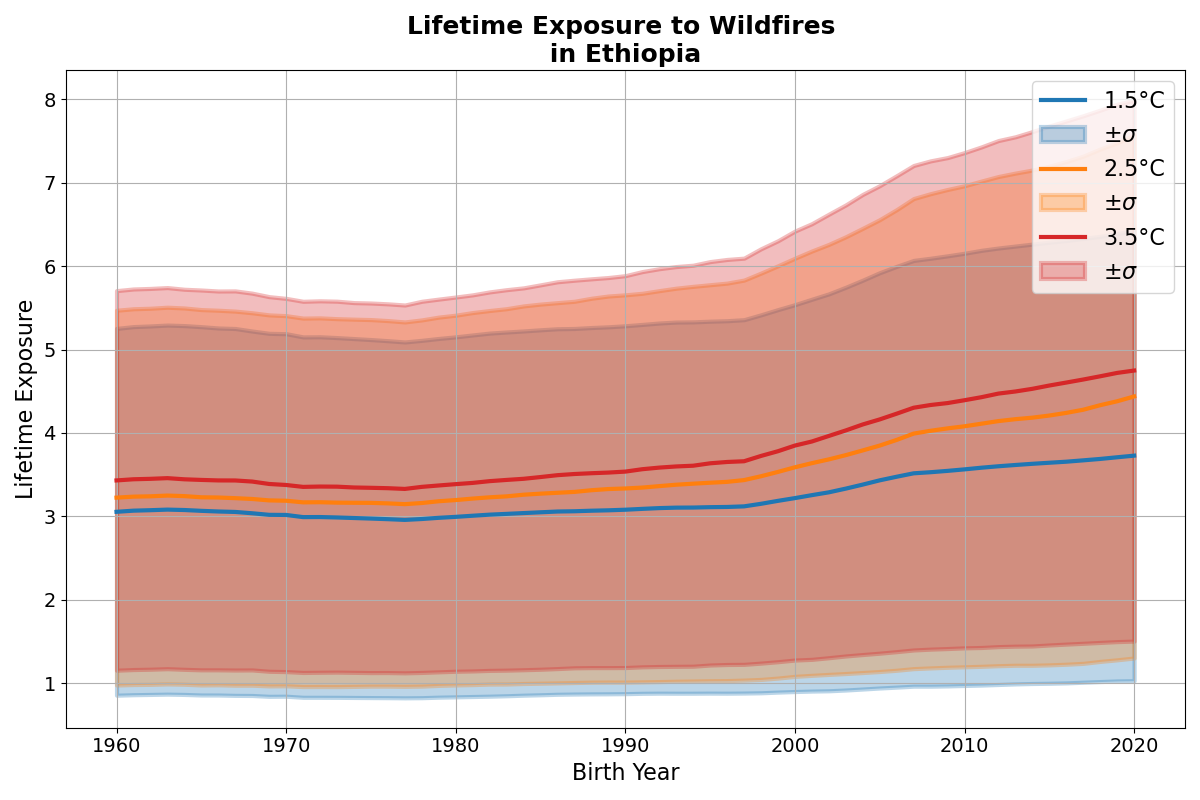 Lifetime Exposure to Wildfires
in Ethiopia
Lifetime Exposure
8
7
6
5
4
3
2
1
1960 1970 1980 1990 2000 2010 2020
Birth Year
1.5°C
±σ
2.5°C
±σ
3.5°C
±σ